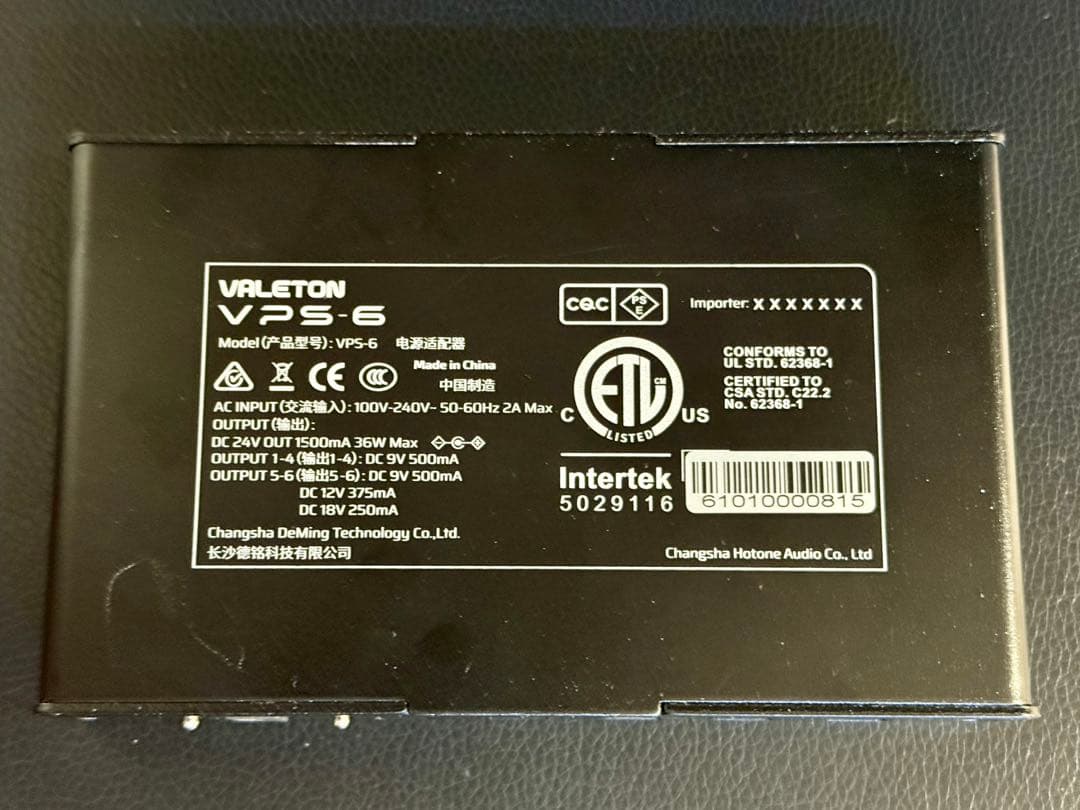 VALETON
VPS-6
Model(产品型号): VPS-6 电源适配器
Made in China
中国制造
CE
CCC
AC INPUT(交流输入): 100V-240V~ 50-60Hz 2A Max
OUTPUT(输出):
DC 24V OUT 1500mA 36W Max
OUTPUT 1-4(输出1-4): DC 9V 500mA
OUTPUT 5-6(输出5-6): DC 9V 500mA
DC 12V 375mA
DC 18V 250mA
Changsha DeMing Technology Co.,Ltd.
长沙德铭科技有限公司
CQC
PS
E
Importer: X X X X X X X
C ETL CM US
LISTED
CONFORMS TO
UL STD. 62368-1
CERTIFIED TO
CSA STD. C22.2
No. 62368-1
Intertek
5029116
61010000815
Changsha Hotone Audio Co., Ltd